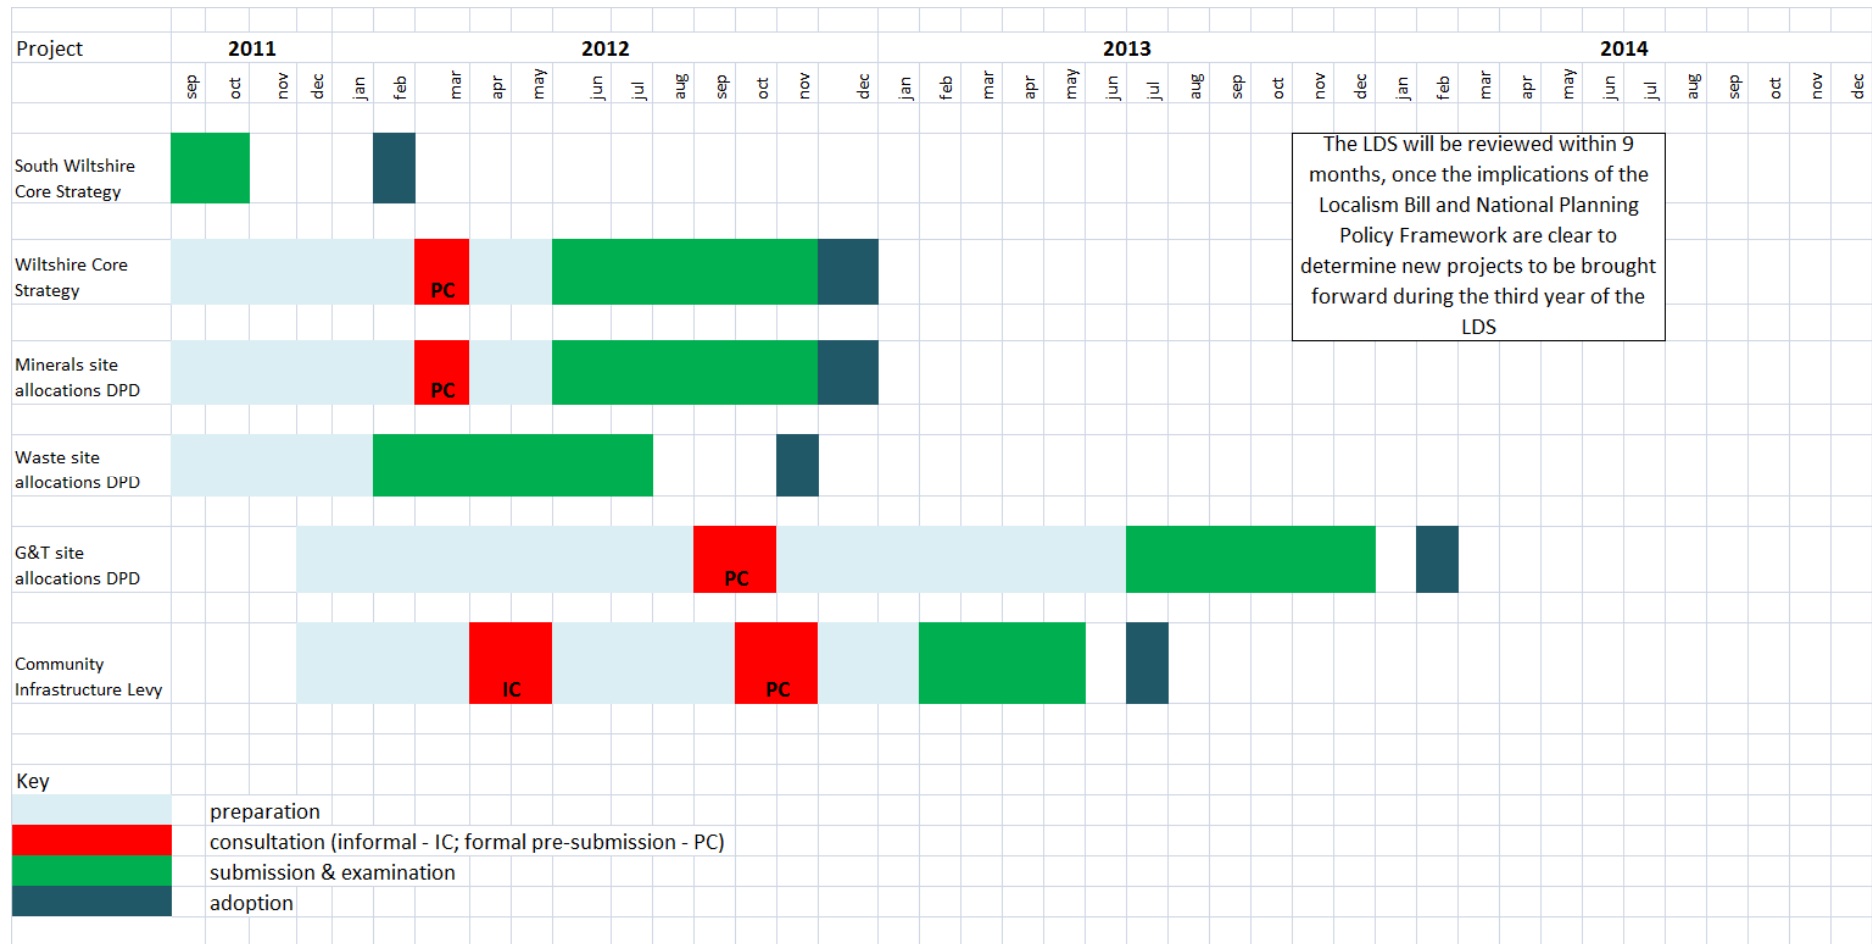 Project 2011 2012 2013 2014
sep oct nov dec jan feb mar apr may jun jul aug sep oct nov dec jan feb mar apr may jun jul aug sep oct nov dec jan feb mar apr may jun jul aug sep oct nov dec
The LDS will be reviewed within 9
months, once the implications of the
Localism Bill and National Planning
Policy Framework are clear to
determine new projects to be brought
forward during the third year of the
LDS
South Wiltshire
Core Strategy
Wiltshire Core
Strategy
PC
Minerals site
allocations DPD
PC
Waste site
allocations DPD
G&T site
allocations DPD
PC
Community
Infrastructure Levy
IC PC
Key
preparation
consultation (informal - IC; formal pre-submission - PC)
submission & examination
adoption